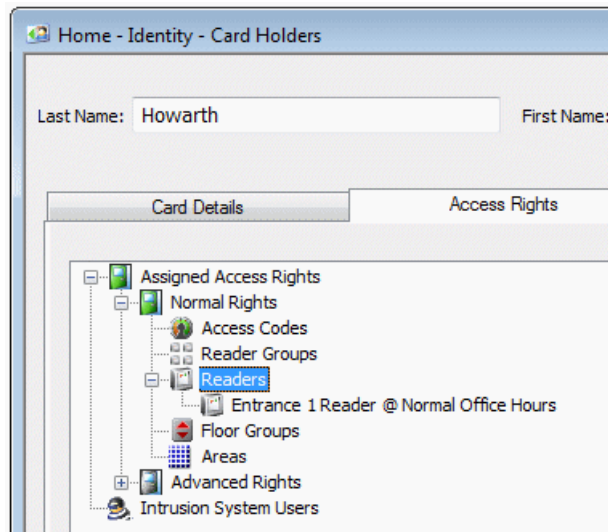 Home - Identity - Card Holders
Last Name: Howarth First Name:
Card Details Access Rights
Assigned Access Rights
Normal Rights
Access Codes
Reader Groups
Readers
Entrance 1 Reader @ Normal Office Hours
Floor Groups
Areas
Advanced Rights
Intrusion System Users